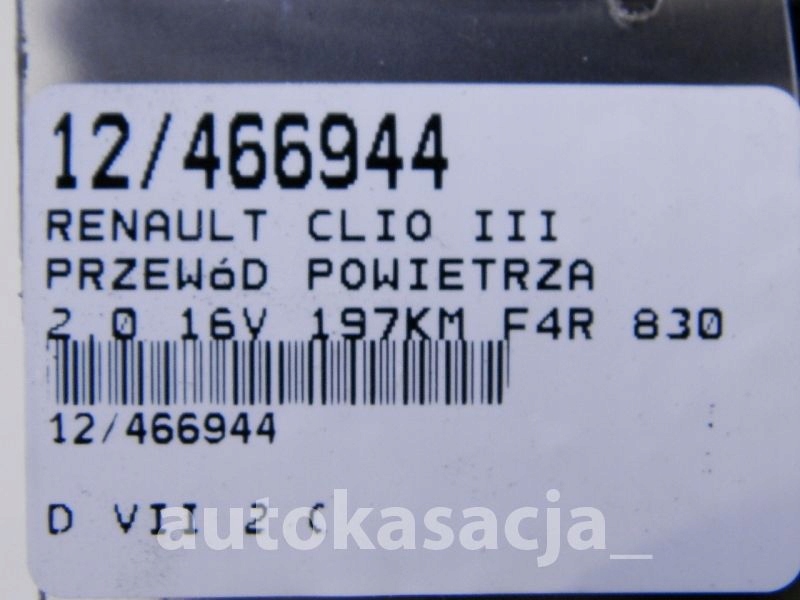 12/466944
RENAULT CLIO III
PRZEWóD POWIETRZA
2.0 16V 197KM F4R 830
12/466944
D VII 2
autokasacja_